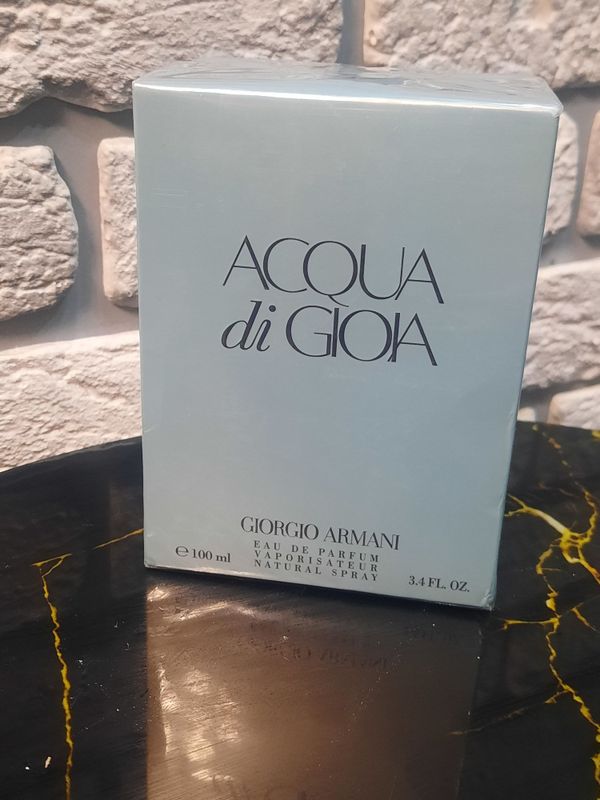 ACQUA
di GIOIA
GIORGIO ARMANI
EAU DE PARFUM
VAPORISATEUR
NATURAL SPRAY
℮ 100 ml
3.4 FL. OZ.